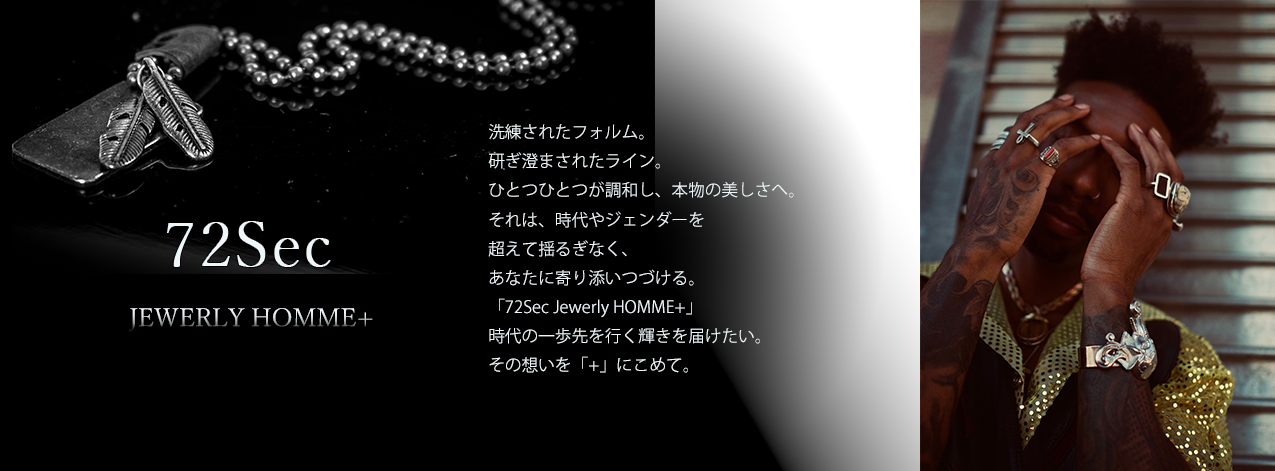 72Sec
JEWERLY HOMME+
洗練されたフォルム。
研ぎ澄まされたライン。
ひとつひとつが調和し、本物の美しさへ。
それは、時代やジェンダーを
超えて揺るぎなく、
あなたに寄り添いつづける。
「72Sec Jewerly HOMME+」
時代の一歩先を行く輝きを届けたい。
その想いを「+」にこめて。